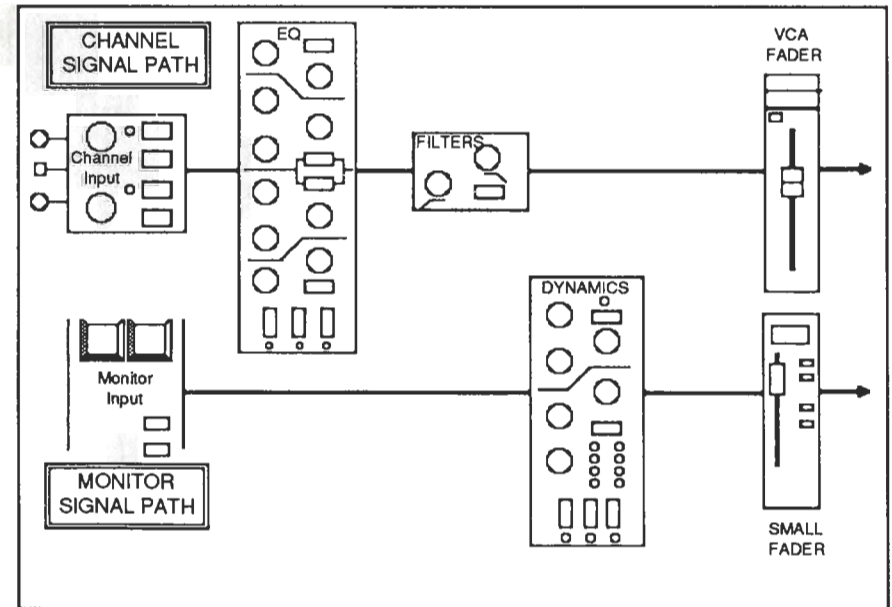 CHANNEL
SIGNAL PATH
EQ
VCA
FADER
Channel
Input
FILTERS
DYNAMICS
Monitor
Input
MONITOR
SIGNAL PATH
SMALL
FADER